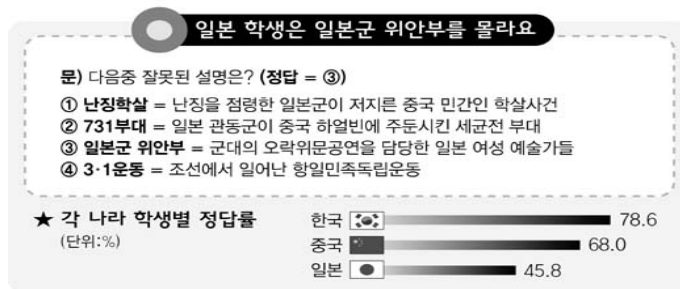 일본 학생은 일본군 위안부를 몰라요
문) 다음중 잘못된 설명은? (정답 = ③)
① 난징학살 = 난징을 점령한 일본군이 저지른 중국 민간인 학살사건
② 731부대 = 일본 관동군이 중국 하얼빈에 주둔시킨 세균전 부대
③ 일본군 위안부 = 군대의 오락위문공연을 담당한 일본 여성 예술가들
④ 3·1운동 = 조선에서 일어난 항일민족독립운동
★ 각 나라 학생별 정답률
(단위:%)
한국 78.6
중국 68.0
일본 45.8